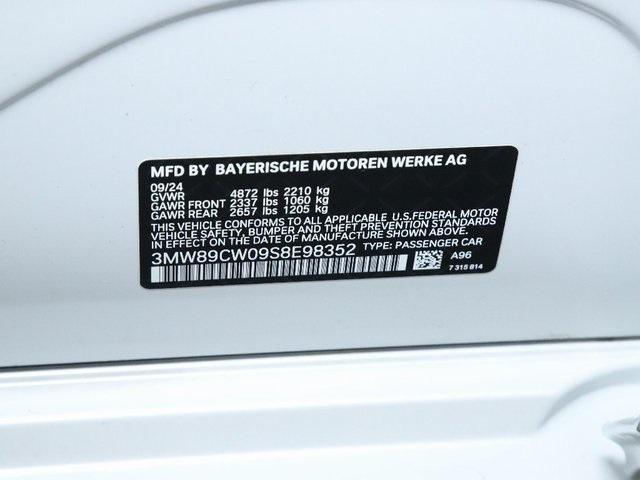 MFD BY BAYERISCHE MOTOREN WERKE AG
09/24
GVWR 4872 lbs 2210 kg
GAWR FRONT 2337 lbs 1060 kg
GAWR REAR 2657 lbs 1205 kg
THIS VEHICLE CONFORMS TO ALL APPLICABLE U.S.FEDERAL MOTOR
VEHICLE SAFETY, BUMPER, AND THEFT PREVENTION STANDARDS
IN EFFECT ON THE DATE OF MANUFACTURE SHOWN ABOVE.
3MW89CW09S8E98352 TYPE: PASSENGER CAR
A96
7 315 814